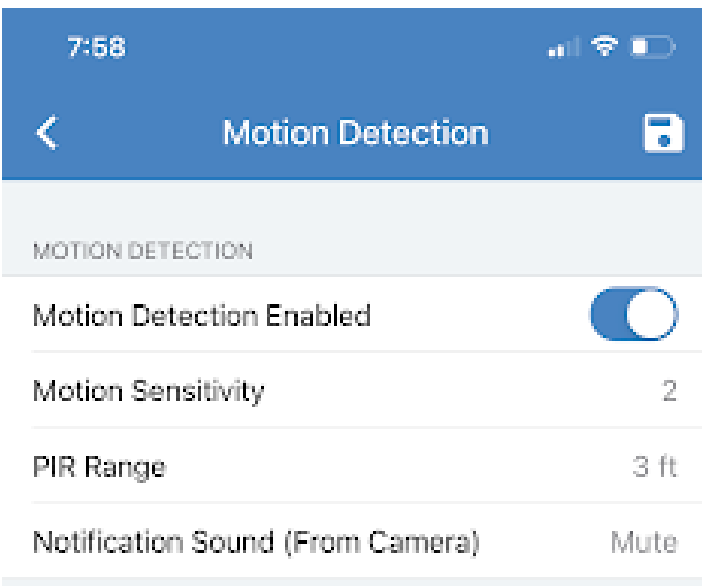 7:58
Motion Detection
MOTION DETECTION
Motion Detection Enabled
Motion Sensitivity 2
PIR Range 3 ft
Notification Sound (From Camera) Mute